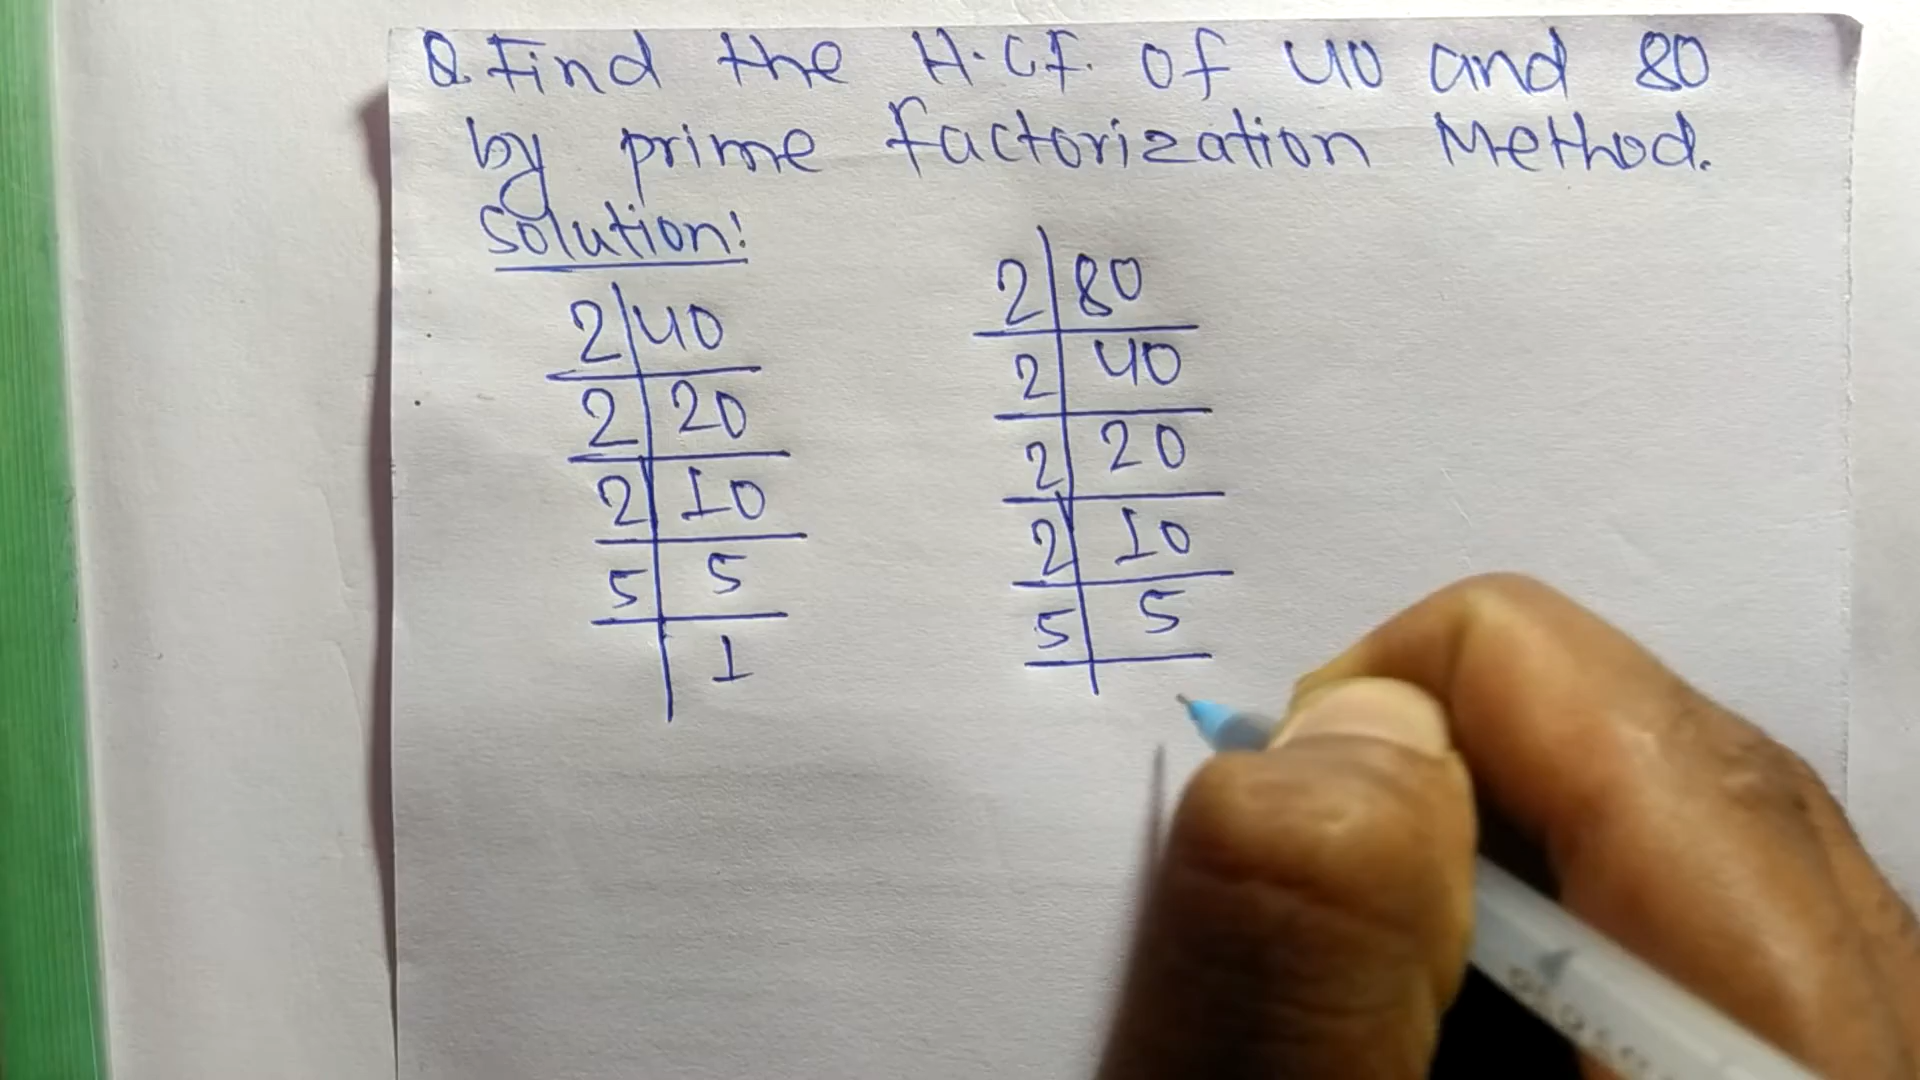 Q. Find the H.C.F. of 40 and 80
by prime factorization Method.
Solution:
2 | 40
2 | 20
2 | 10
5 | 5
1
2 | 80
2 | 40
2 | 20
2 | 10
5 | 5